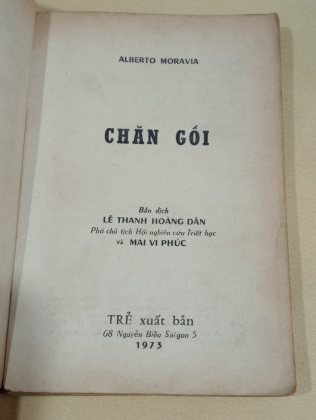 ALBERTO MORAVIA
CHĂN GỐI
Bản dịch
LÊ THANH HOÀNG DÂN
Phó chủ tịch Hội nghiên cứu Triết học
và MAI VI PHÚC
TRẺ xuất bản
68 Nguyễn Biểu Saigon 5
1973